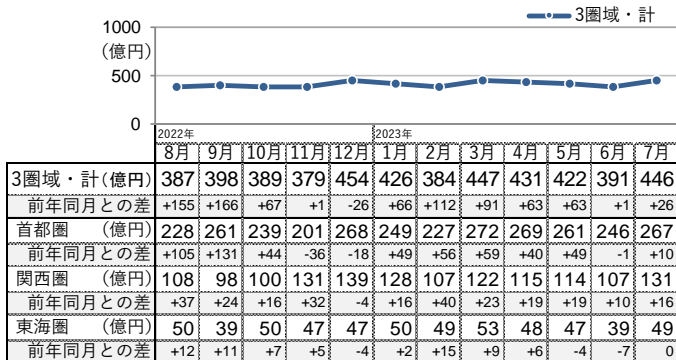 3圏域・計
1000
(億円)
500
0
2022年 2023年
8月 9月 10月 11月 12月 1月 2月 3月 4月 5月 6月 7月
3圏域・計(億円) 387 398 389 379 454 426 384 447 431 422 391 446
前年同月との差 +155 +166 +67 +1 -26 +66 +112 +91 +63 +63 +1 +26
首都圏 (億円) 228 261 239 201 268 249 227 272 269 261 246 267
前年同月との差 +105 +131 +44 -36 -18 +49 +56 +59 +40 +49 -1 +10
関西圏 (億円) 108 98 100 131 139 128 107 122 115 114 107 131
前年同月との差 +37 +24 +16 +32 -4 +16 +40 +23 +19 +19 +10 +16
東海圏 (億円) 50 39 50 47 47 50 49 53 48 47 39 49
前年同月との差 +12 +11 +7 +5 -4 +2 +15 +9 +6 -4 -7 0